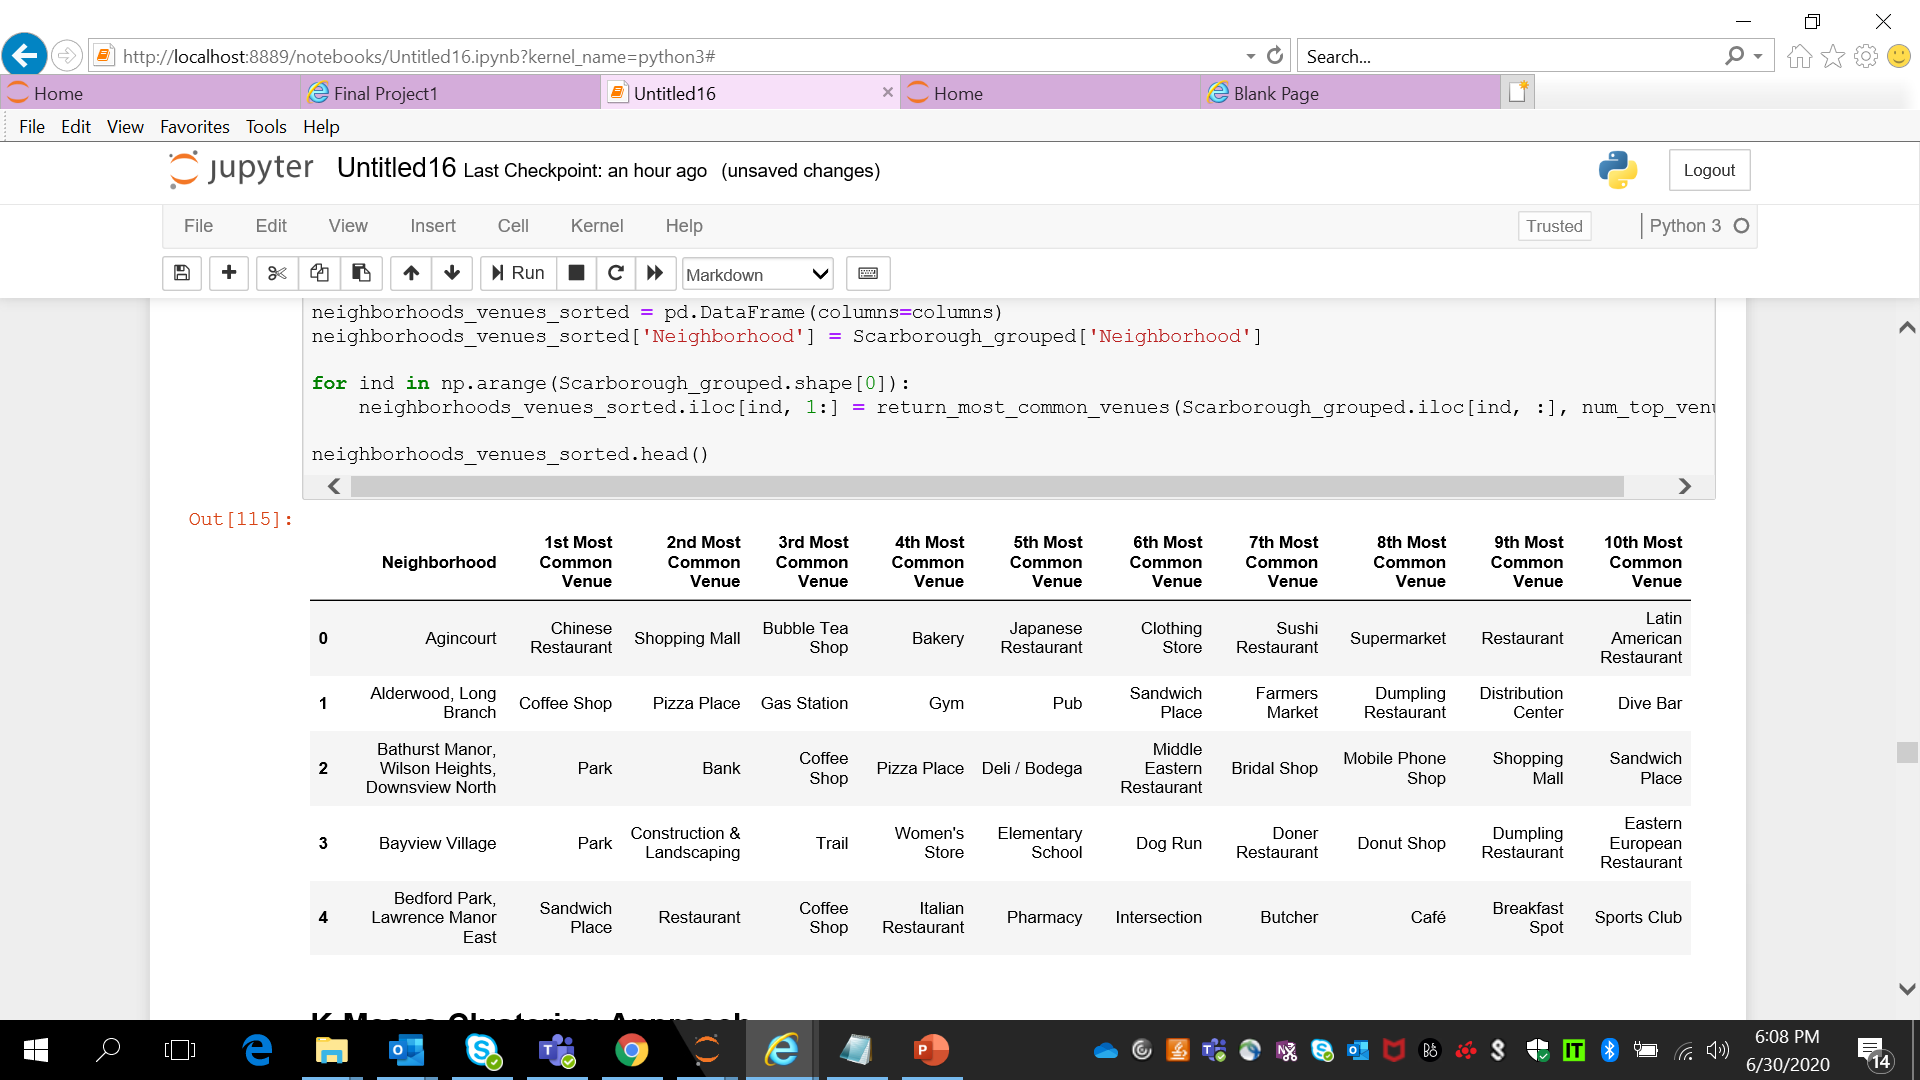 http://localhost:8889/notebooks/Untitled16.ipynb?kernel_name=python3#
Search...
Home
Final Project1
Untitled16
Home
Blank Page
File Edit View Favorites Tools Help
jupyter Untitled16 Last Checkpoint: an hour ago (unsaved changes)
Logout
File Edit View Insert Cell Kernel Help
Trusted
Python 3
Run
Markdown
neighborhoods_venues_sorted = pd.DataFrame(columns=columns)
neighborhoods_venues_sorted['Neighborhood'] = Scarborough_grouped['Neighborhood']
for ind in np.arange(Scarborough_grouped.shape[0]):
    neighborhoods_venues_sorted.iloc[ind, 1:] = return_most_common_venues(Scarborough_grouped.iloc[ind, :], num_top_venu
neighborhoods_venues_sorted.head()
Out[115]:
Neighborhood 1st Most Common Venue 2nd Most Common Venue 3rd Most Common Venue 4th Most Common Venue 5th Most Common Venue 6th Most Common Venue 7th Most Common Venue 8th Most Common Venue 9th Most Common Venue 10th Most Common Venue
0 Agincourt Chinese Restaurant Shopping Mall Bubble Tea Shop Bakery Japanese Restaurant Clothing Store Sushi Restaurant Supermarket Restaurant Latin American Restaurant
1 Alderwood, Long Branch Coffee Shop Pizza Place Gas Station Gym Pub Sandwich Place Farmers Market Dumpling Restaurant Distribution Center Dive Bar
2 Bathurst Manor, Wilson Heights, Downsview North Park Bank Coffee Shop Pizza Place Deli / Bodega Middle Eastern Restaurant Bridal Shop Mobile Phone Shop Shopping Mall Sandwich Place
3 Bayview Village Park Construction & Landscaping Trail Women's Store Elementary School Dog Run Doner Restaurant Donut Shop Dumpling Restaurant Eastern European Restaurant
4 Bedford Park, Lawrence Manor East Sandwich Place Restaurant Coffee Shop Italian Restaurant Pharmacy Intersection Butcher Café Breakfast Spot Sports Club
K-Means Clustering Approach
6:08 PM
6/30/2020
14